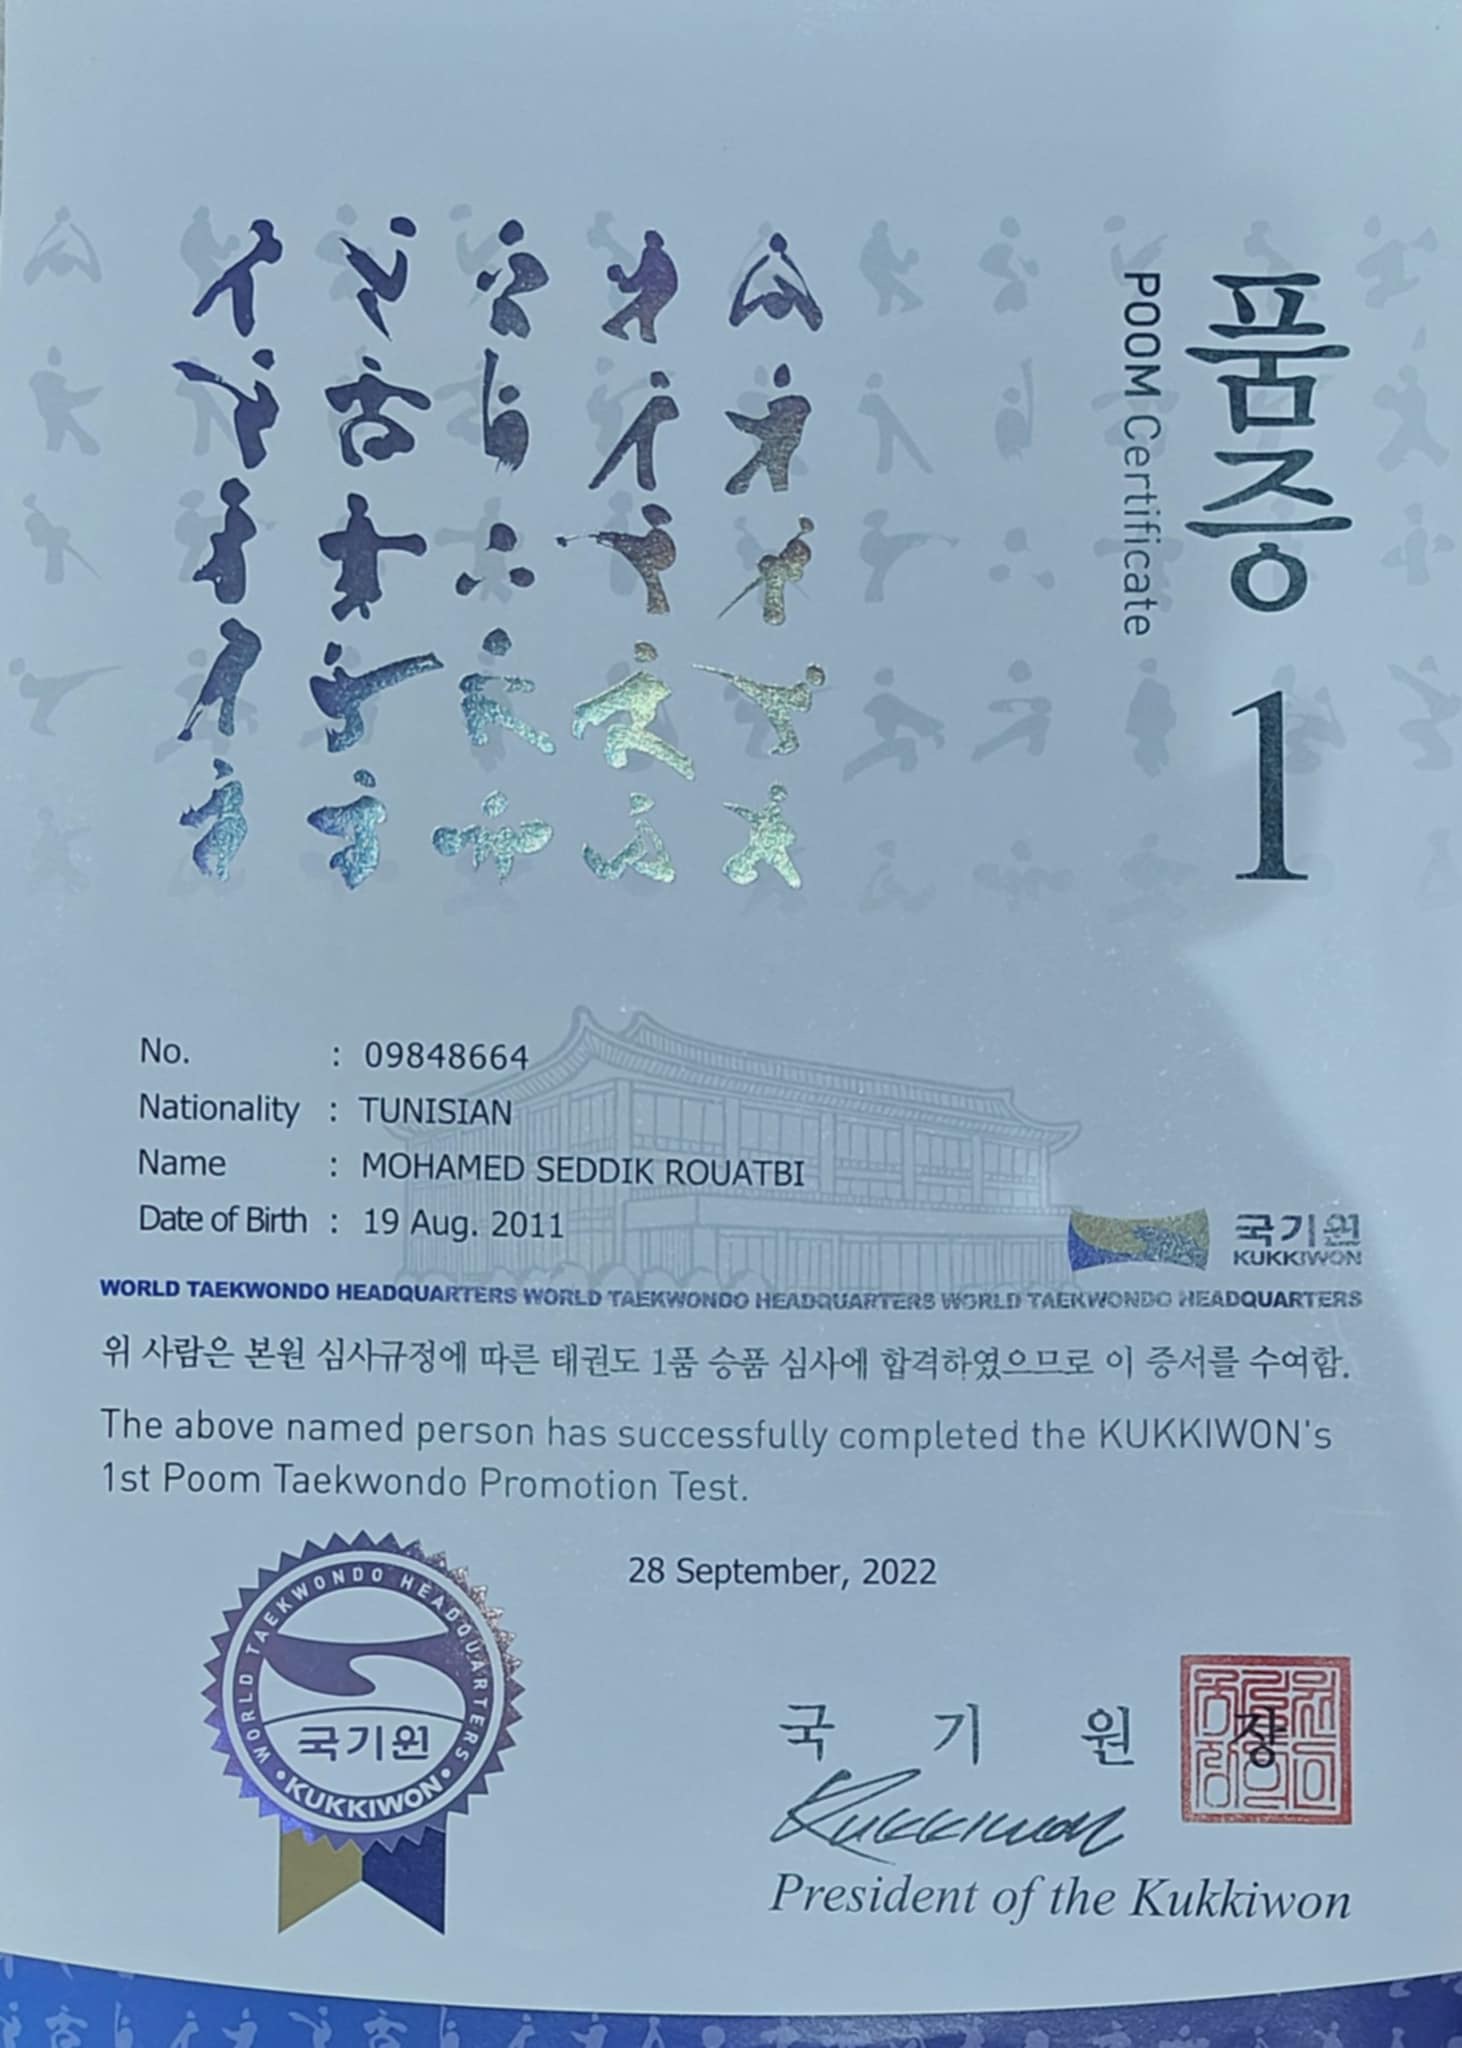 품증 1
POOM Certificate
No. : 09848664
Nationality : TUNISIAN
Name : MOHAMED SEDDIK ROUATBI
Date of Birth : 19 Aug. 2011
국기원
KUKKIWON
WORLD TAEKWONDO HEADQUARTERS WORLD TAEKWONDO HEADQUARTERS WORLD TAEKWONDO HEADQUARTERS
위 사람은 본원 심사규정에 따른 태권도 1품 승품 심사에 합격하였으므로 이 증서를 수여함.
The above named person has successfully completed the KUKKIWON's
1st Poom Taekwondo Promotion Test.
28 September, 2022
WORLD TAEKWONDO HEADQUARTERS
국기원
• KUKKIWON •
국 기 원 장
Kukkiwon
President of the Kukkiwon